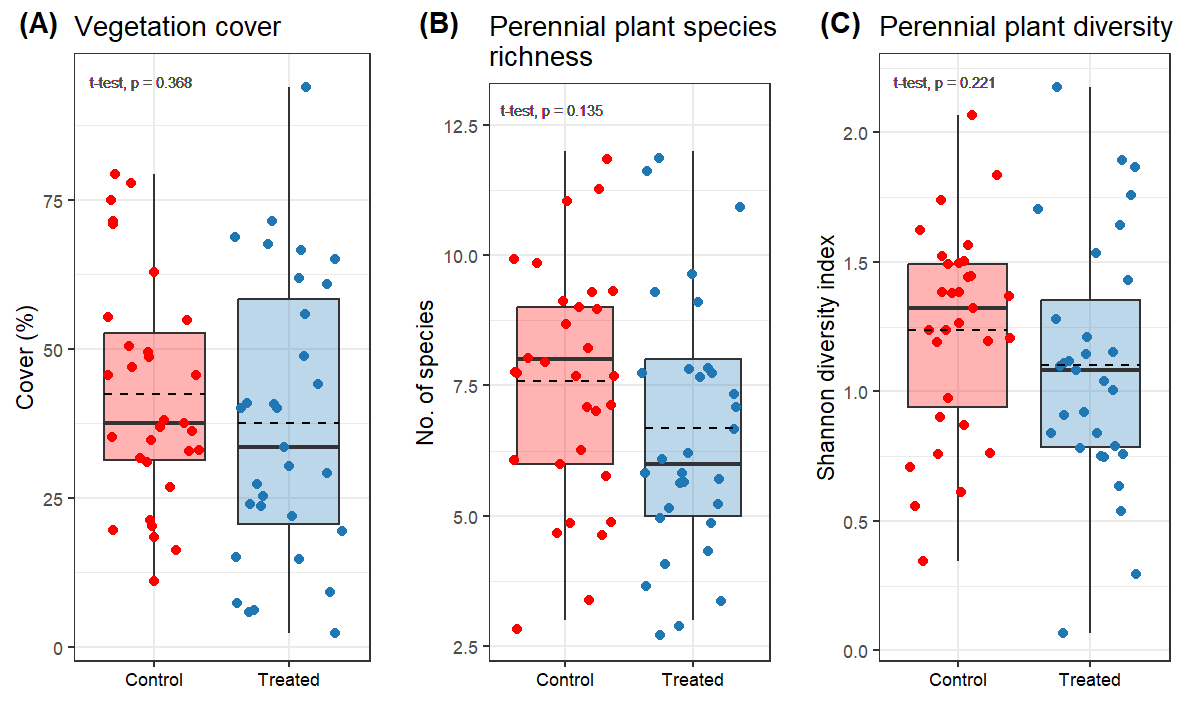 (A) Vegetation cover
t-test, p = 0.368
Cover (%)
75
50
25
0
Control Treated
(B) Perennial plant species
richness
t-test, p = 0.135
No. of species
12.5
10.0
7.5
5.0
2.5
Control Treated
(C) Perennial plant diversity
t-test, p = 0.221
Shannon diversity index
2.0
1.5
1.0
0.5
0.0
Control Treated